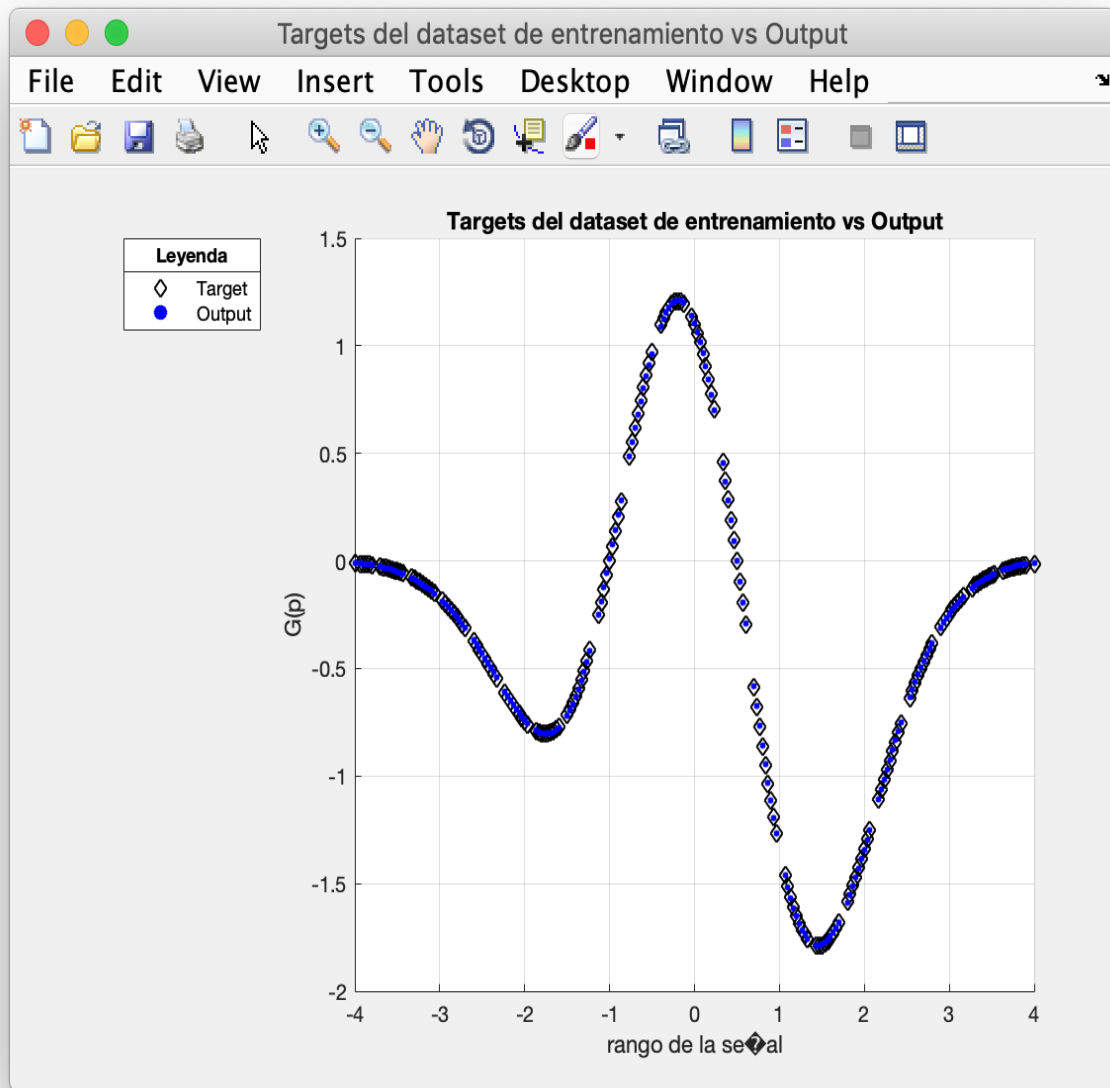 Targets del dataset de entrenamiento vs Output
File Edit View Insert Tools Desktop Window Help
Targets del dataset de entrenamiento vs Output
Leyenda
Target
Output
1.5
1
0.5
0
-0.5
-1
-1.5
-2
G(p)
-4 -3 -2 -1 0 1 2 3 4
rango de la se�al